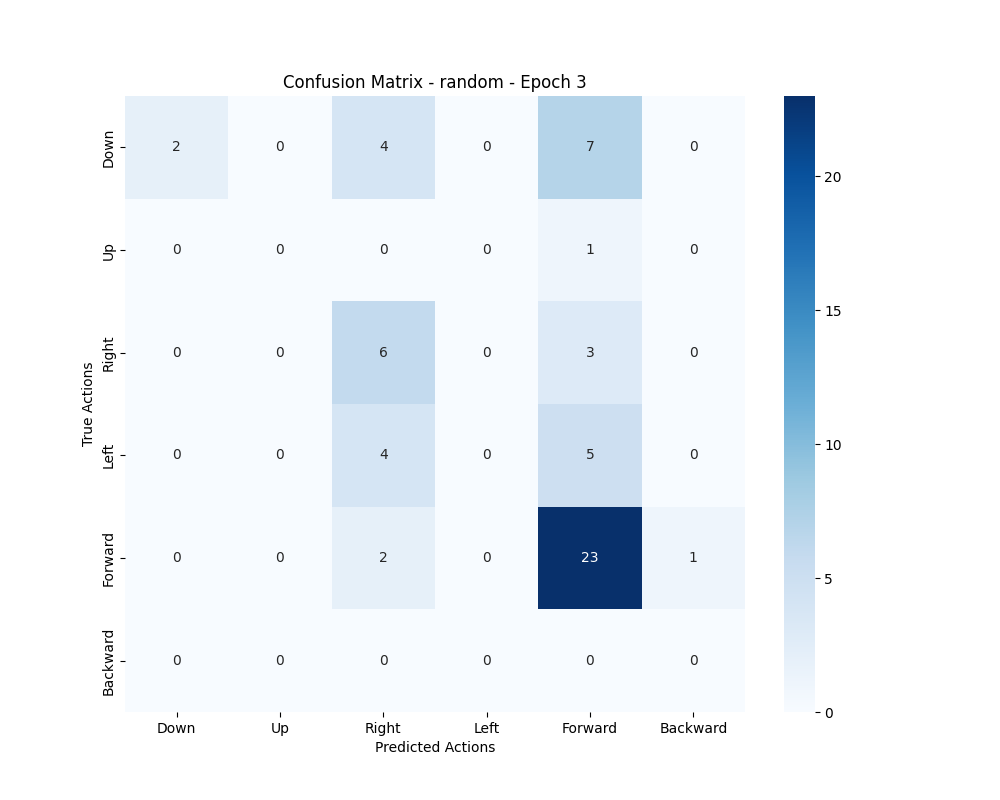 Confusion Matrix - random - Epoch 3
True Actions
Down 2 0 4 0 7 0
Up 0 0 0 0 1 0
Right 0 0 6 0 3 0
Left 0 0 4 0 5 0
Forward 0 0 2 0 23 1
Backward 0 0 0 0 0 0
Down Up Right Left Forward Backward
Predicted Actions
20
15
10
5
0